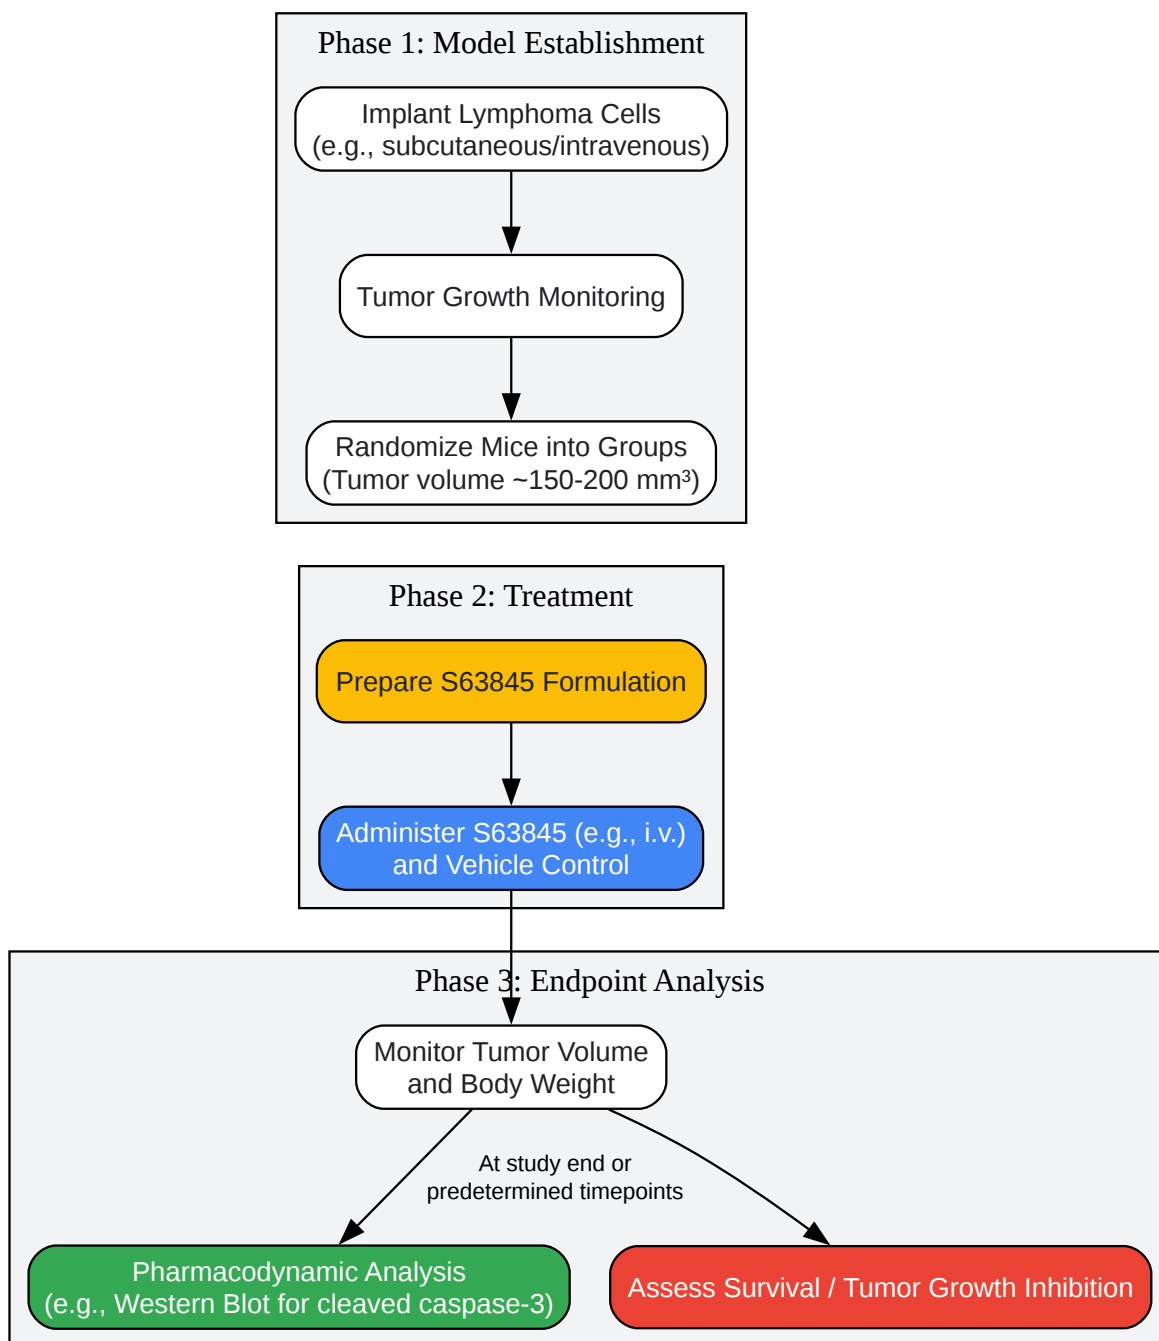 Phase 1: Model Establishment
Implant Lymphoma Cells
(e.g., subcutaneous/intravenous)
Tumor Growth Monitoring
Randomize Mice into Groups
(Tumor volume ~150-200 mm³)
Phase 2: Treatment
Prepare S63845 Formulation
Administer S63845 (e.g., i.v.)
and Vehicle Control
Phase 3: Endpoint Analysis
Monitor Tumor Volume
and Body Weight
At study end or
predetermined timepoints
Pharmacodynamic Analysis
(e.g., Western Blot for cleaved caspase-3)
Assess Survival / Tumor Growth Inhibition